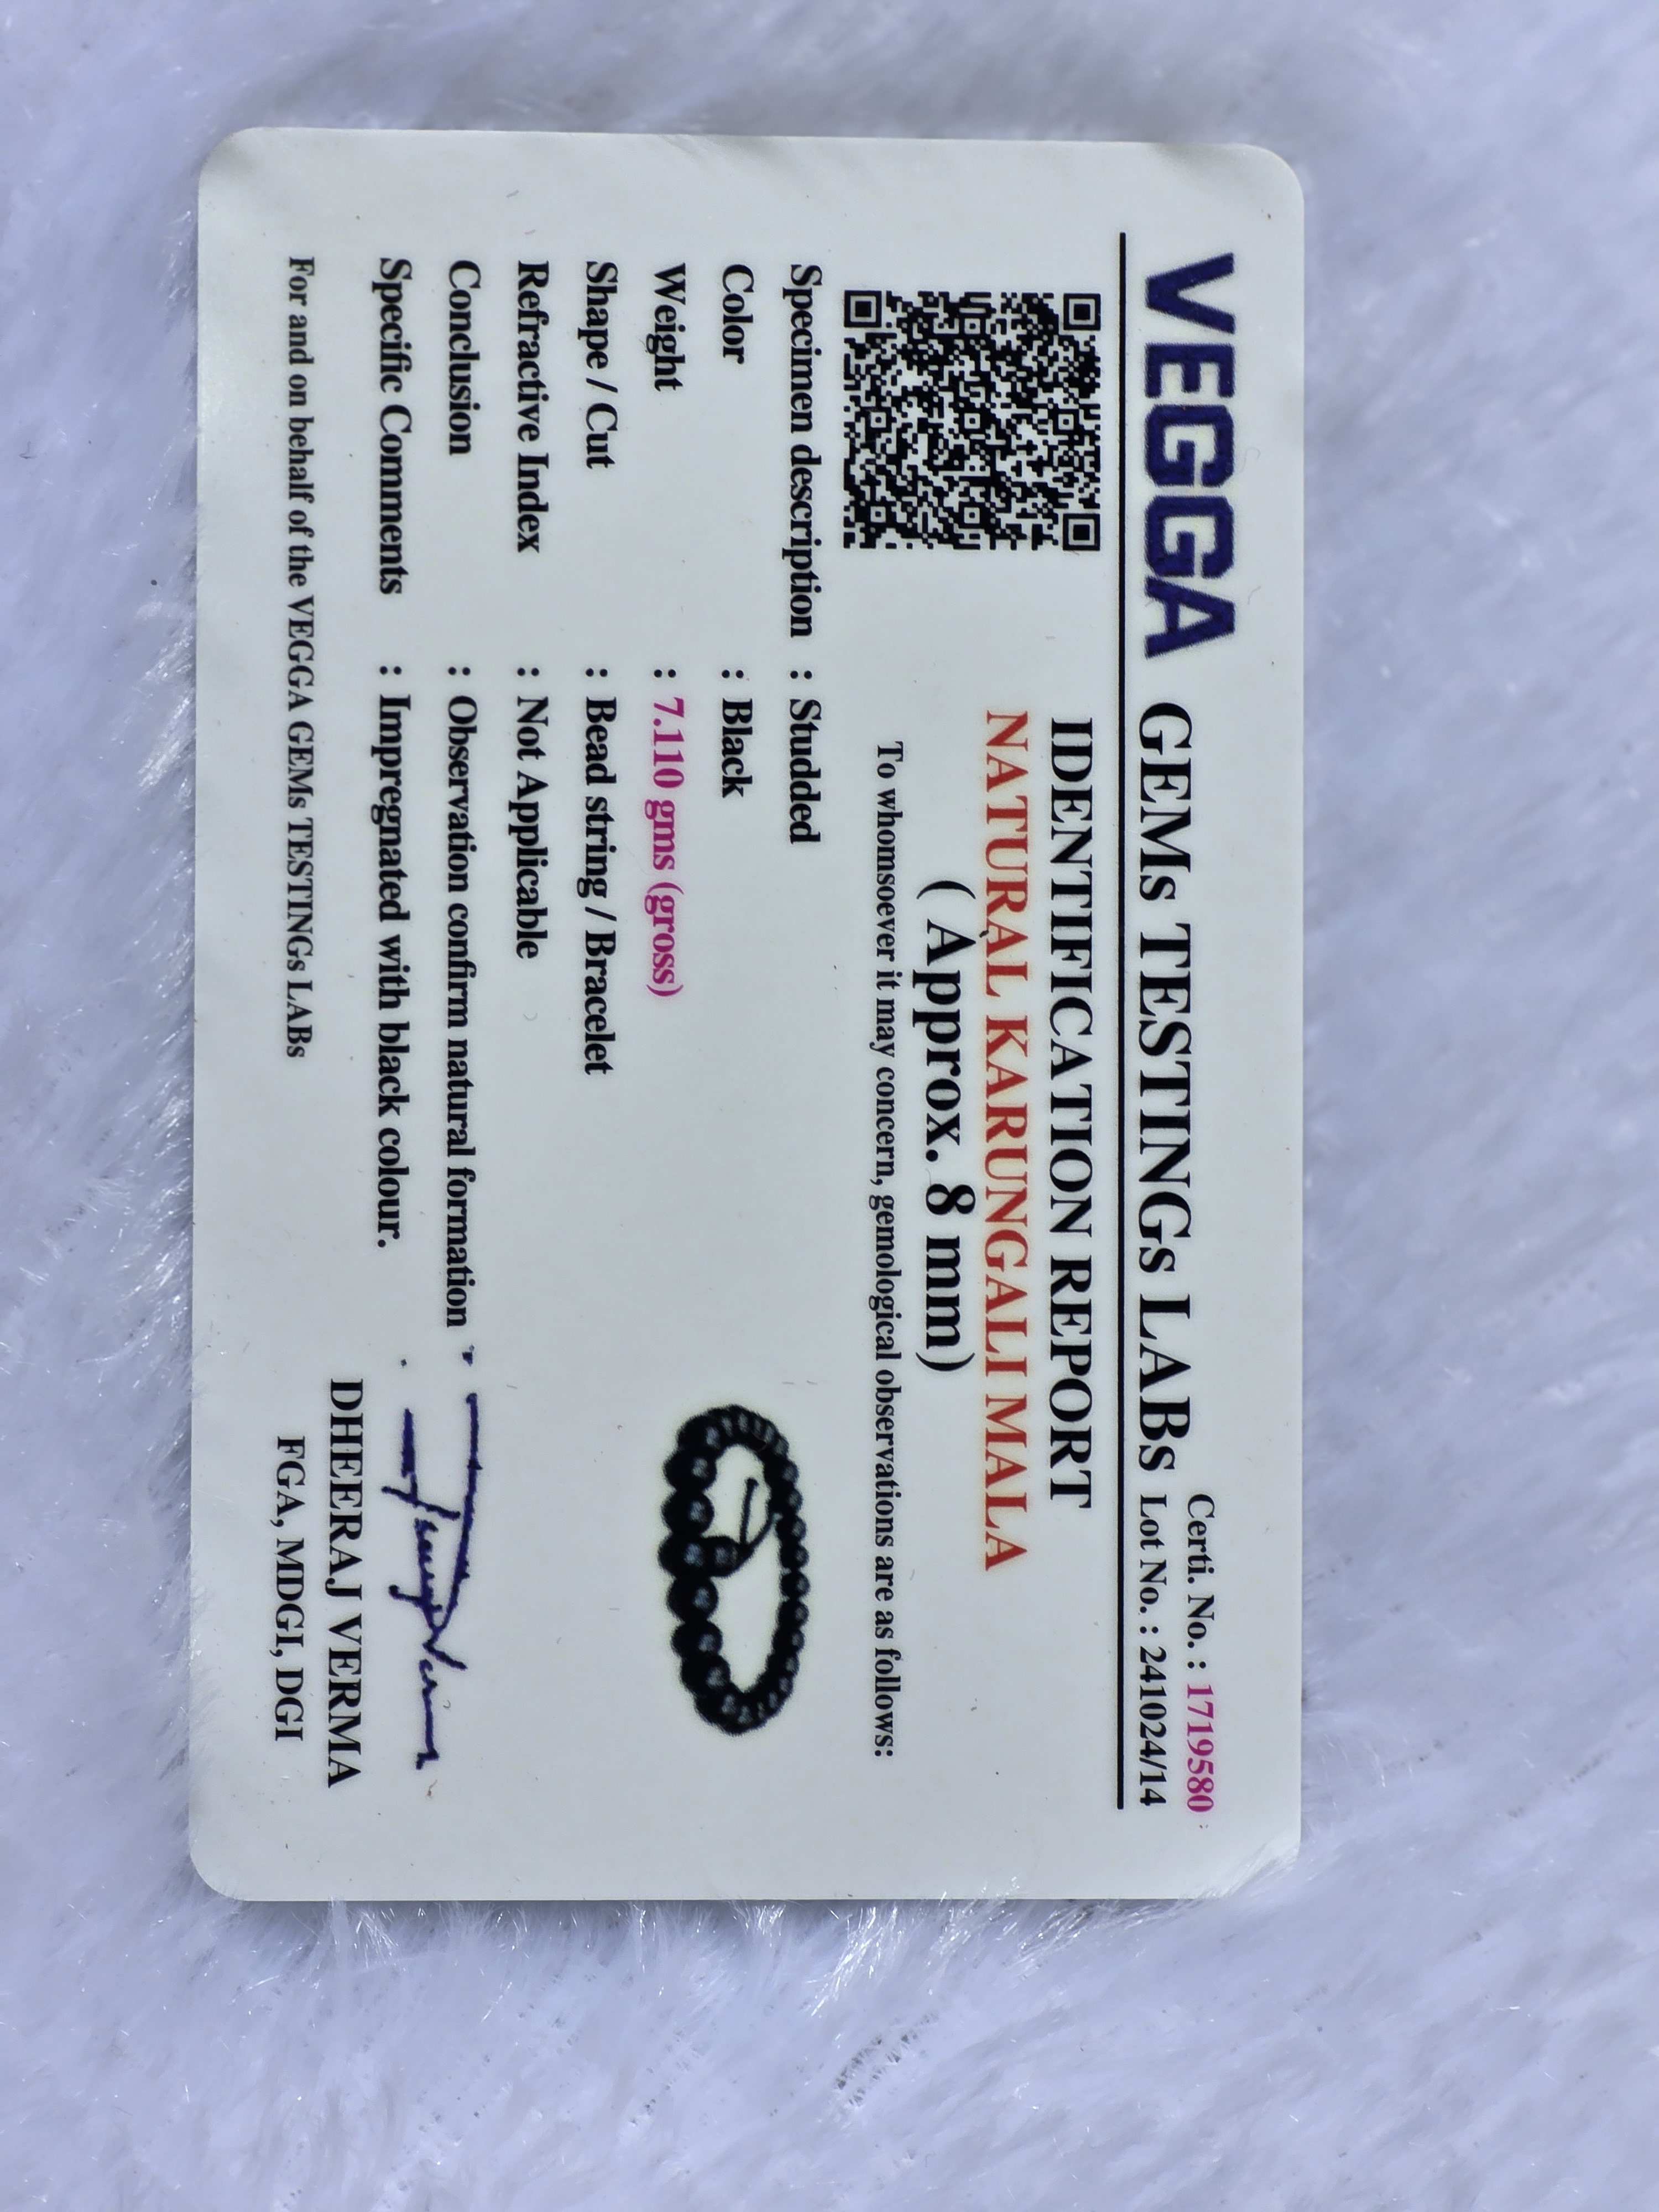 Certi. No. : 1719580
VEGGA GEMs TESTINGs LABs Lot No. : 241024/14
IDENTIFICATION REPORT
NATURAL KARUNGALI MALA
( Approx. 8 mm)
To whomsoever it may concern, gemological observations are as follows:
Specimen description : Studded
Color : Black
Weight : 7.110 gms (gross)
Shape / Cut : Bead string / Bracelet
Refractive Index : Not Applicable
Conclusion : Observation confirm natural formation
Specific Comments : Impregnated with black colour.
DHEERAJ VERMA
For and on behalf of the VEGGA GEMs TESTINGs LABs
FGA, MDGI, DGI